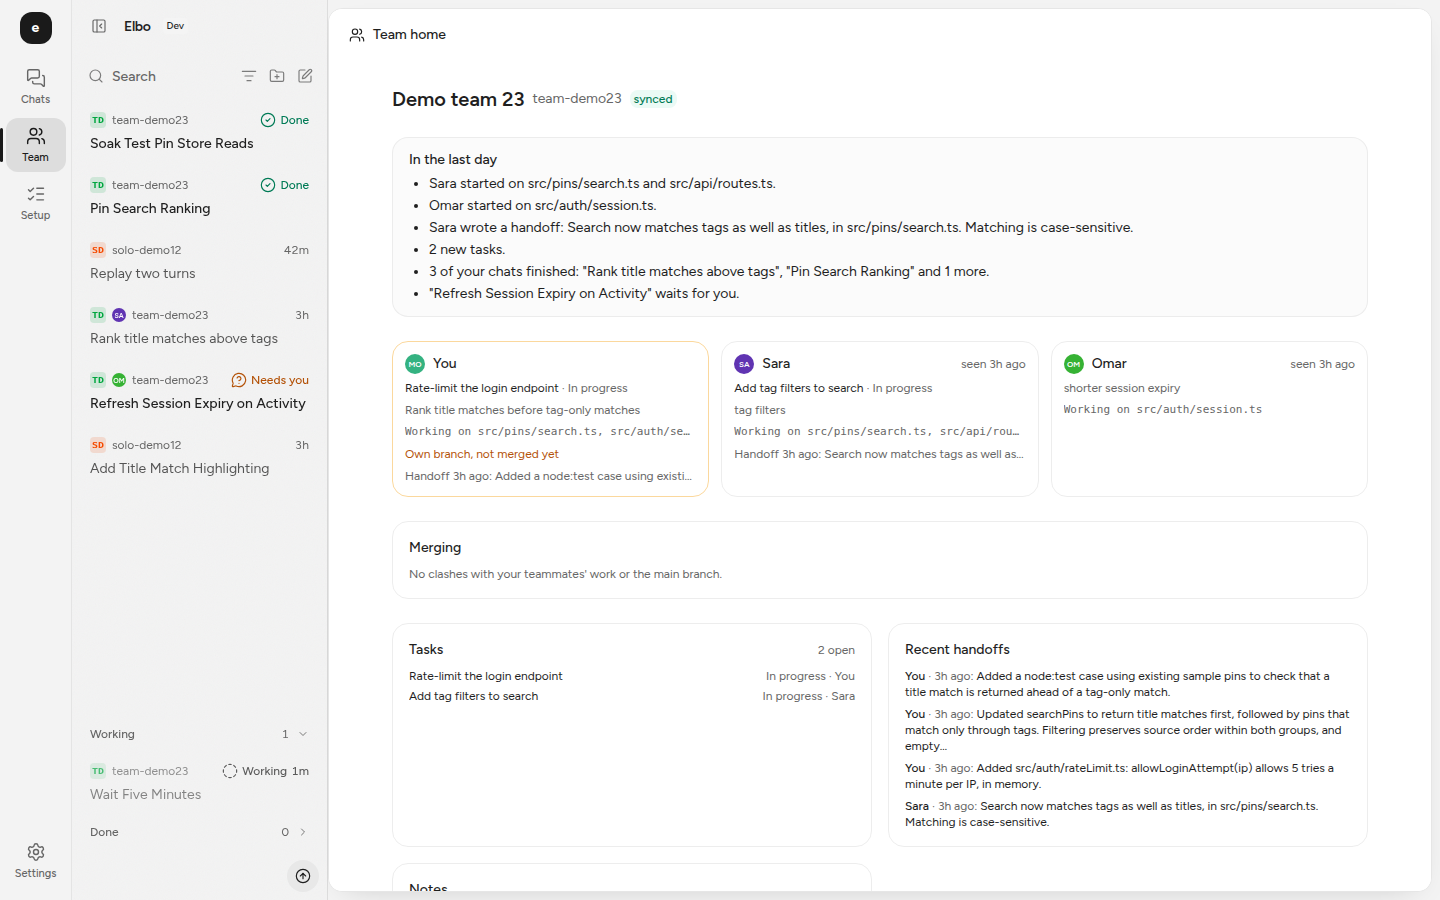 e
Chats
Team
Setup
Settings
Elbo Dev
Search
TD team-demo23 Done
Soak Test Pin Store Reads
TD team-demo23 Done
Pin Search Ranking
SD solo-demo12 42m
Replay two turns
TD SA team-demo23 3h
Rank title matches above tags
TD OM team-demo23 Needs you
Refresh Session Expiry on Activity
SD solo-demo12 3h
Add Title Match Highlighting
Working 1
TD team-demo23 Working 1m
Wait Five Minutes
Done 0
Team home
Demo team 23 team-demo23 synced
In the last day
• Sara started on src/pins/search.ts and src/api/routes.ts.
• Omar started on src/auth/session.ts.
• Sara wrote a handoff: Search now matches tags as well as titles, in src/pins/search.ts. Matching is case-sensitive.
• 2 new tasks.
• 3 of your chats finished: "Rank title matches above tags", "Pin Search Ranking" and 1 more.
• "Refresh Session Expiry on Activity" waits for you.
MO You
Rate-limit the login endpoint · In progress
Rank title matches before tag-only matches
Working on src/pins/search.ts, src/auth/se…
Own branch, not merged yet
Handoff 3h ago: Added a node:test case using existi…
SA Sara seen 3h ago
Add tag filters to search · In progress
tag filters
Working on src/pins/search.ts, src/api/rou…
Handoff 3h ago: Search now matches tags as well as…
OM Omar seen 3h ago
shorter session expiry
Working on src/auth/session.ts
Merging
No clashes with your teammates' work or the main branch.
Tasks 2 open
Rate-limit the login endpoint In progress · You
Add tag filters to search In progress · Sara
Recent handoffs
You · 3h ago: Added a node:test case using existing sample pins to check that a
title match is returned ahead of a tag-only match.
You · 3h ago: Updated searchPins to return title matches first, followed by pins that
match only through tags. Filtering preserves source order within both groups, and
empty…
You · 3h ago: Added src/auth/rateLimit.ts: allowLoginAttempt(ip) allows 5 tries a
minute per IP, in memory.
Sara · 3h ago: Search now matches tags as well as titles, in src/pins/search.ts.
Matching is case-sensitive.
Notes